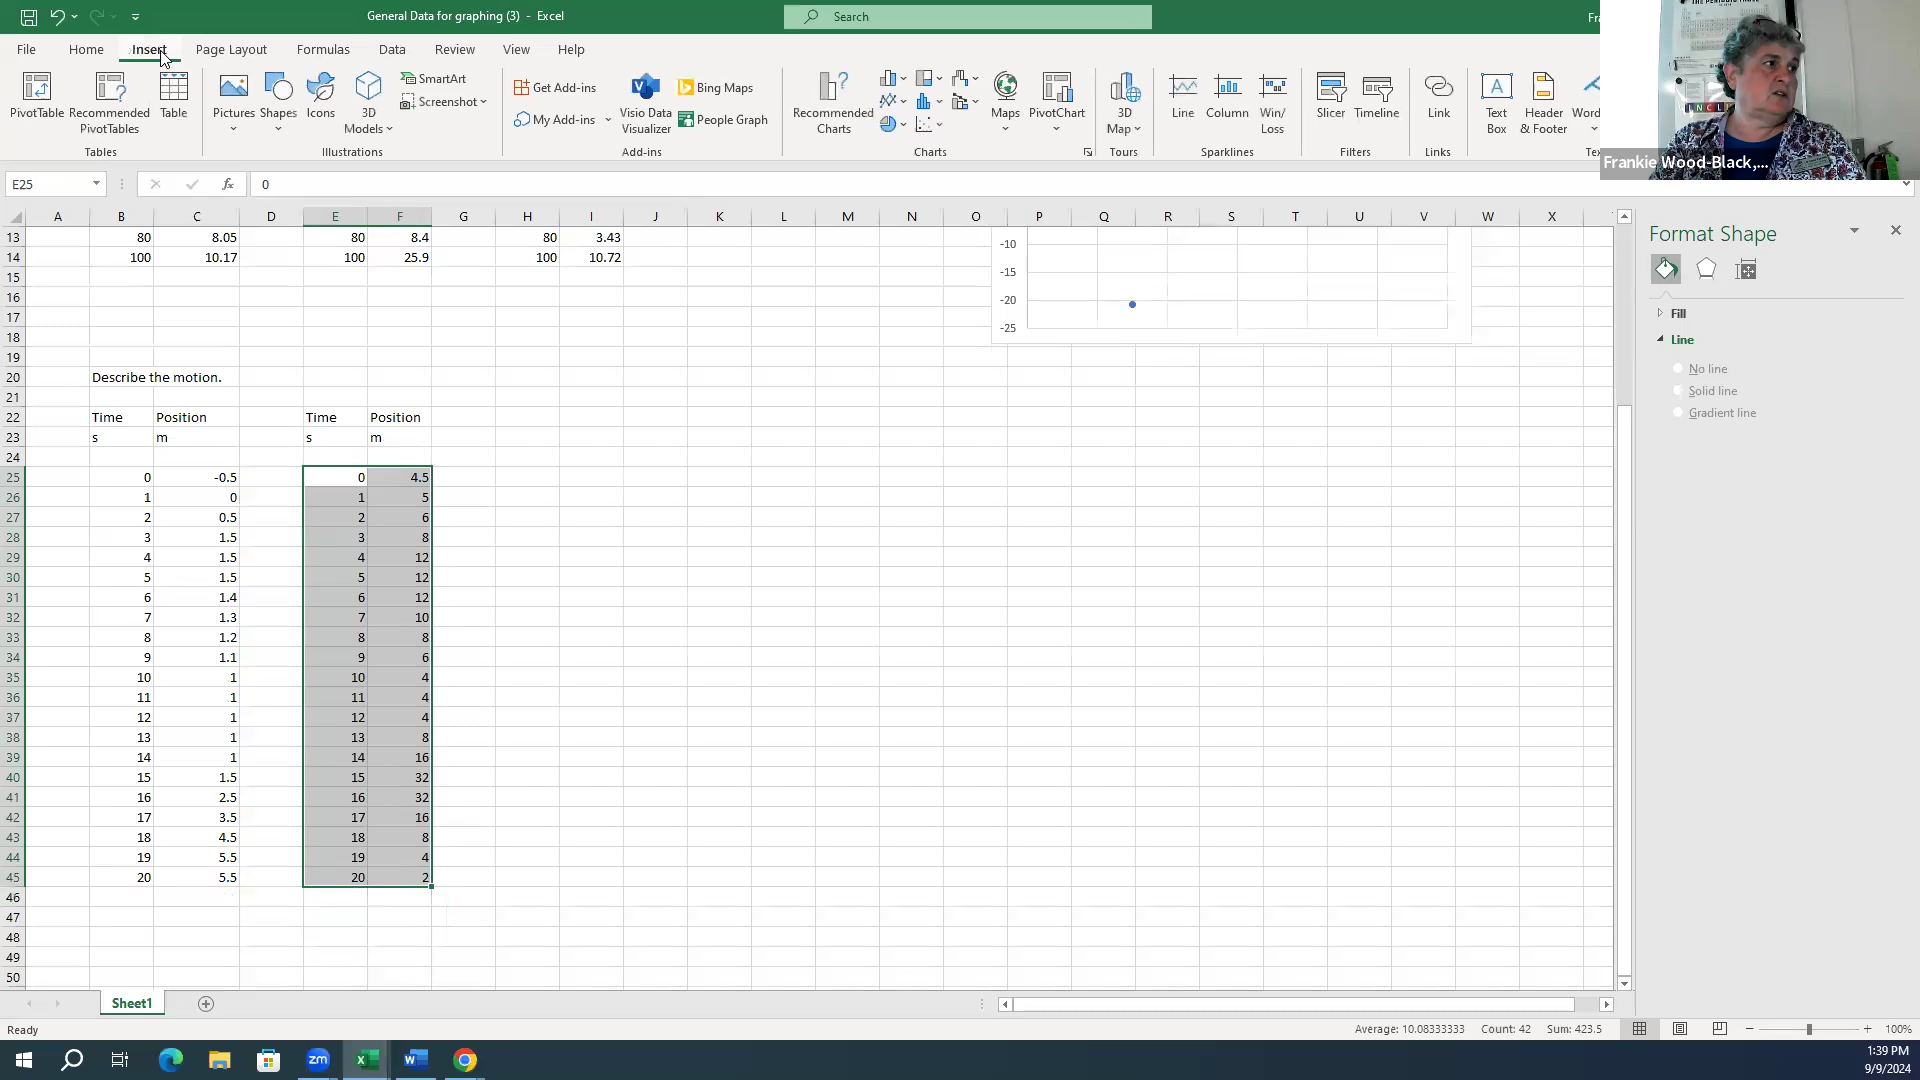 General Data for graphing (3) - Excel
Search
File Home Insert Page Layout Formulas Data Review View Help
PivotTable
Recommended PivotTables
Table
Tables
Pictures
Shapes
Icons
3D Models
SmartArt
Screenshot
Illustrations
Get Add-ins
My Add-ins
Visio Data Visualizer
Bing Maps
People Graph
Add-ins
Recommended Charts
Maps
PivotChart
Charts
3D Map
Tours
Line
Column
Win/Loss
Sparklines
Slicer
Timeline
Filters
Link
Links
Text Box
Header & Footer
Frankie Wood-Black,...
E25
fx
0
A B C D E F G H I J K L M N O P Q R S T U V W X
13 80 8.05 80 8.4 80 3.43
14 100 10.17 100 25.9 100 10.72
15
16
17
18
19
20 Describe the motion.
21
22 Time Position Time Position
23 s m s m
24
25 0 -0.5 0 4.5
26 1 0 1 5
27 2 0.5 2 6
28 3 1.5 3 8
29 4 1.5 4 12
30 5 1.5 5 12
31 6 1.4 6 12
32 7 1.3 7 10
33 8 1.2 8 8
34 9 1.1 9 6
35 10 1 10 4
36 11 1 11 4
37 12 1 12 4
38 13 1 13 8
39 14 1 14 16
40 15 1.5 15 32
41 16 2.5 16 32
42 17 3.5 17 16
43 18 4.5 18 8
44 19 5.5 19 4
45 20 5.5 20 2
46
47
48
49
50
-10
-15
-20
-25
Format Shape
Fill
Line
No line
Solid line
Gradient line
Sheet1
Ready
Average: 10.08333333 Count: 42 Sum: 423.5
100%
zm
1:39 PM
9/9/2024